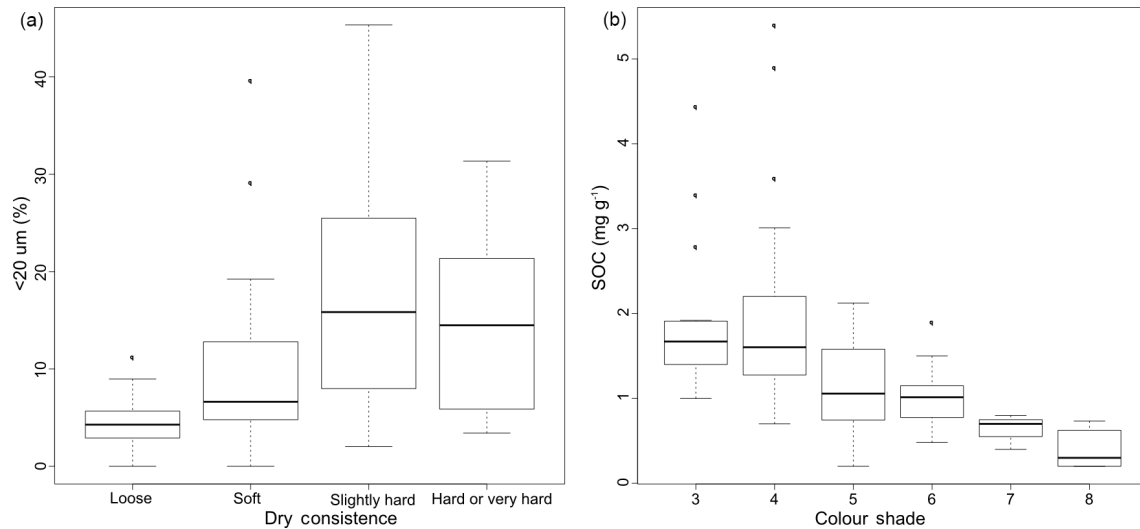 (a)
40
30
20
10
0
<20 um (%)
Loose Soft Slightly hard Hard or very hard
Dry consistence
(b)
5
4
3
2
1
0
SOC (mg g⁻¹)
3 4 5 6 7 8
Colour shade